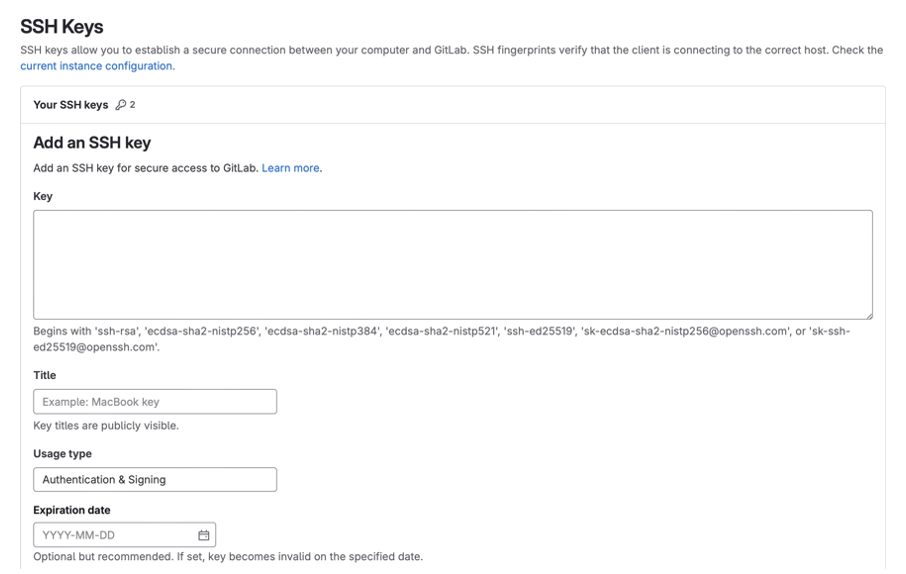 SSH Keys
SSH keys allow you to establish a secure connection between your computer and GitLab. SSH fingerprints verify that the client is connecting to the correct host. Check the
current instance configuration.
Your SSH keys 2
Add an SSH key
Add an SSH key for secure access to GitLab. Learn more.
Key
Begins with 'ssh-rsa', 'ecdsa-sha2-nistp256', 'ecdsa-sha2-nistp384', 'ecdsa-sha2-nistp521', 'ssh-ed25519', 'sk-ecdsa-sha2-nistp256@openssh.com', or 'sk-ssh-
ed25519@openssh.com'.
Title
Example: MacBook key
Key titles are publicly visible.
Usage type
Authentication & Signing
Expiration date
YYYY-MM-DD
Optional but recommended. If set, key becomes invalid on the specified date.